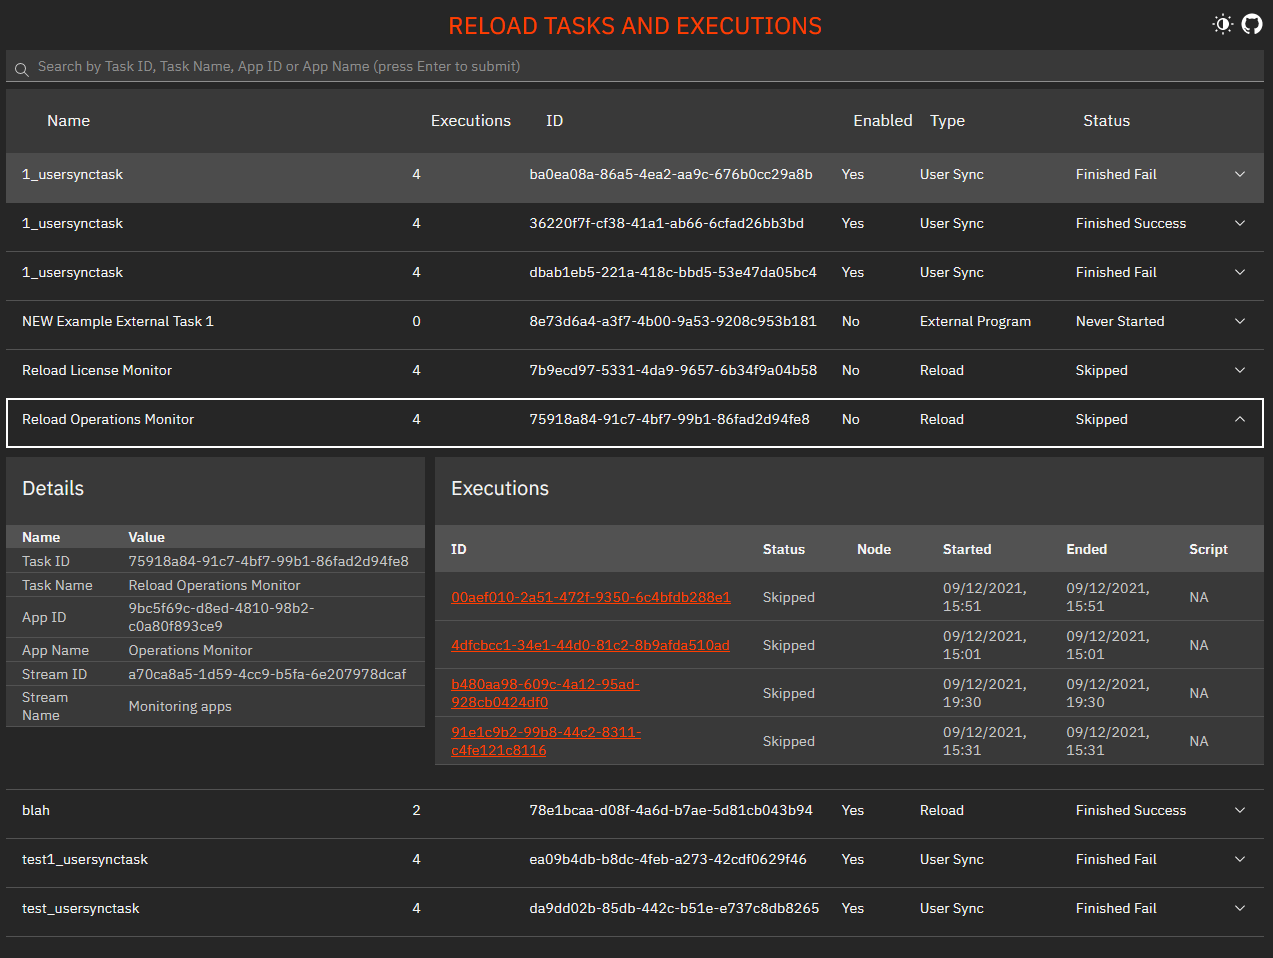 RELOAD TASKS AND EXECUTIONS
Search by Task ID, Task Name, App ID or App Name (press Enter to submit)
Name Executions ID Enabled Type Status
1_usersynctask 4 ba0ea08a-86a5-4ea2-aa9c-676b0cc29a8b Yes User Sync Finished Fail
1_usersynctask 4 36220f7f-cf38-41a1-ab66-6cfad26bb3bd Yes User Sync Finished Success
1_usersynctask 4 dbab1eb5-221a-418c-bbd5-53e47da05bc4 Yes User Sync Finished Fail
NEW Example External Task 1 0 8e73d6a4-a3f7-4b00-9a53-9208c953b181 No External Program Never Started
Reload License Monitor 4 7b9ecd97-5331-4da9-9657-6b34f9a04b58 No Reload Skipped
Reload Operations Monitor 4 75918a84-91c7-4bf7-99b1-86fad2d94fe8 No Reload Skipped
Details
Name Value
Task ID 75918a84-91c7-4bf7-99b1-86fad2d94fe8
Task Name Reload Operations Monitor
App ID 9bc5f69c-d8ed-4810-98b2-
c0a80f893ce9
App Name Operations Monitor
Stream ID a70ca8a5-1d59-4cc9-b5fa-6e207978dcaf
Stream
Name Monitoring apps
Executions
ID Status Node Started Ended Script
00aef010-2a51-472f-9350-6c4bfdb288e1 Skipped 09/12/2021, 09/12/2021, NA
15:51 15:51
4dfcbcc1-34e1-44d0-81c2-8b9afda510ad Skipped 09/12/2021, 09/12/2021, NA
15:01 15:01
b480aa98-609c-4a12-95ad- Skipped 09/12/2021, 09/12/2021, NA
928cb0424df0 19:30 19:30
91e1c9b2-99b8-44c2-8311- Skipped 09/12/2021, 09/12/2021, NA
c4fe121c8116 15:31 15:31
blah 2 78e1bcaa-d08f-4a6d-b7ae-5d81cb043b94 Yes Reload Finished Success
test1_usersynctask 4 ea09b4db-b8dc-4feb-a273-42cdf0629f46 Yes User Sync Finished Fail
test_usersynctask 4 da9dd02b-85db-442c-b51e-e737c8db8265 Yes User Sync Finished Fail